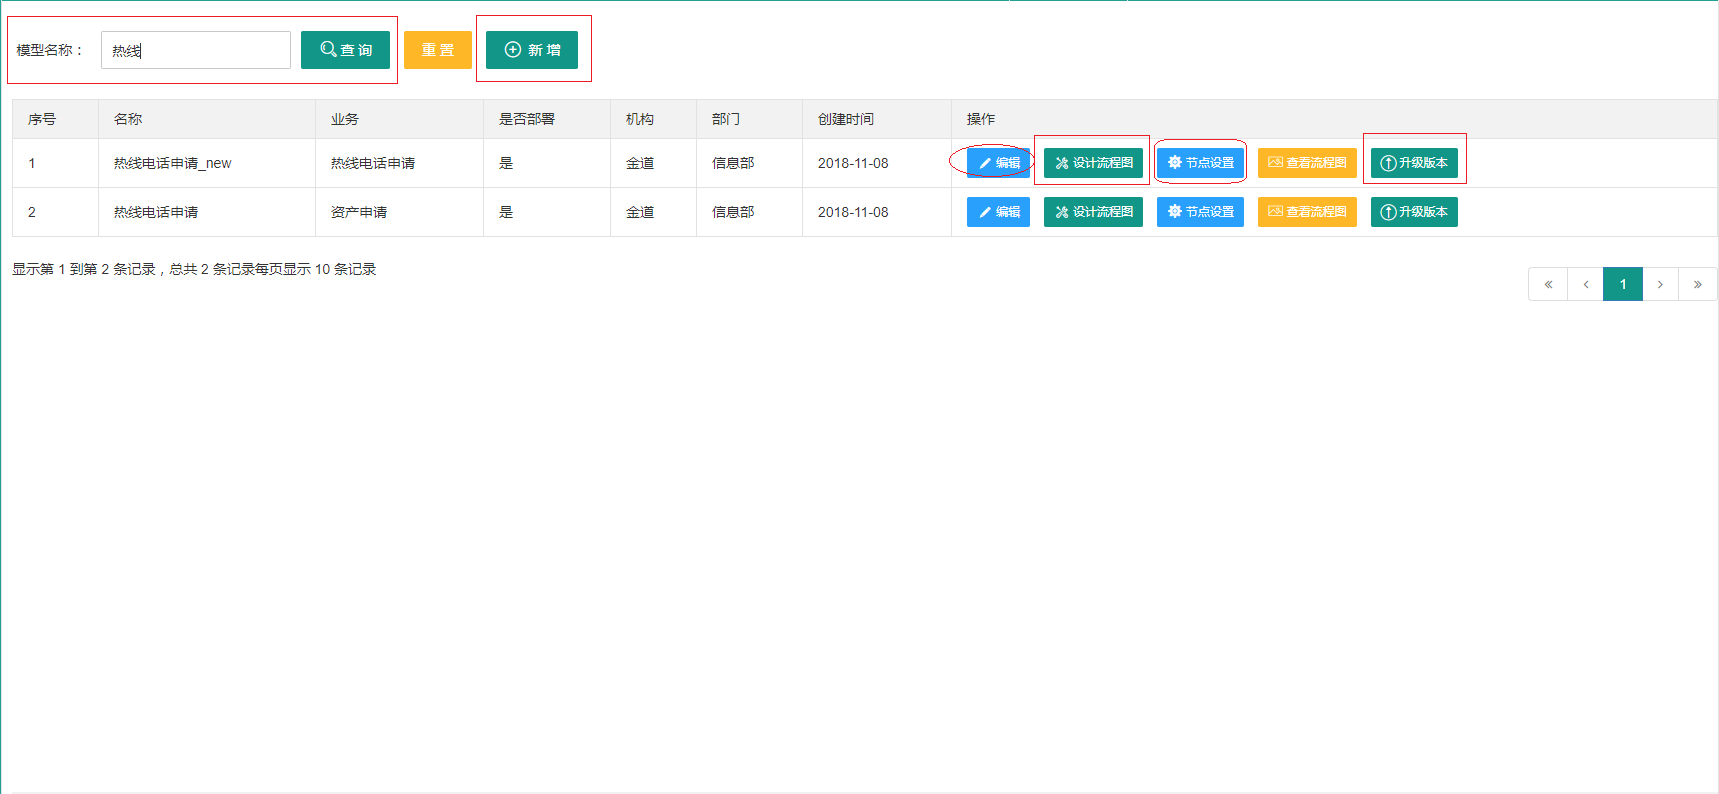 模型名称： 热线 查 询 重 置 新 增
序号 名称 业务 是否部署 机构 部门 创建时间 操作
1 热线电话申请_new 热线电话申请 是 金道 信息部 2018-11-08 编辑 设计流程图 节点设置 查看流程图 升级版本
2 热线电话申请 资产申请 是 金道 信息部 2018-11-08 编辑 设计流程图 节点设置 查看流程图 升级版本
显示第 1 到第 2 条记录，总共 2 条记录每页显示 10 条记录
« ‹ 1 › »